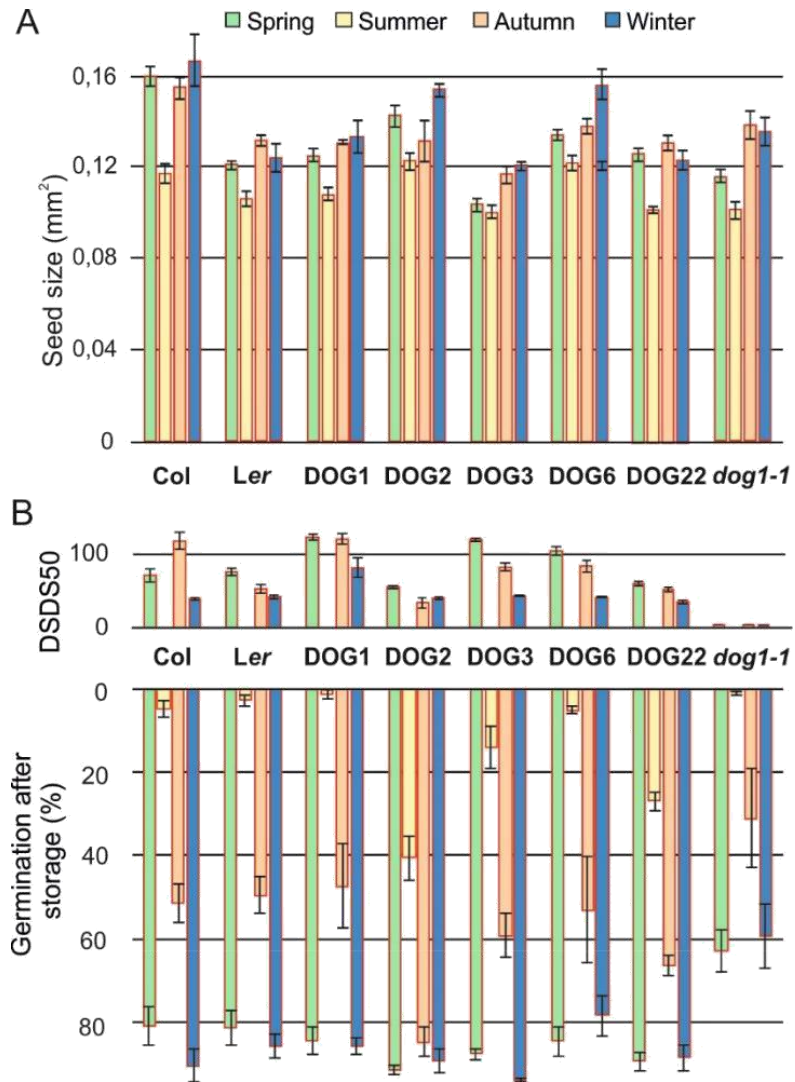 A
Spring Summer Autumn Winter
Seed size (mm²)
0,16
0,12
0,08
0,04
0
Col Ler DOG1 DOG2 DOG3 DOG6 DOG22 dog1-1
B
DSDS50
100
0
Col Ler DOG1 DOG2 DOG3 DOG6 DOG22 dog1-1
Germination after
storage (%)
0
20
40
60
80